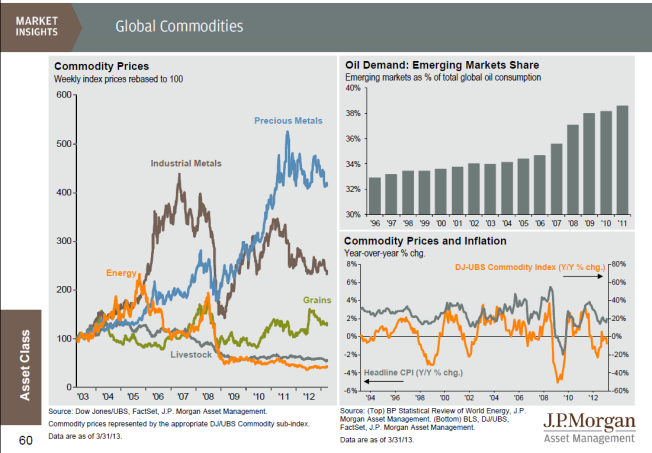 MARKET
INSIGHTS
Global Commodities
Commodity Prices
Weekly index prices rebased to 100
600
500
400
300
200
100
0
Precious Metals
Industrial Metals
Energy
Grains
Livestock
'03 '04 '05 '06 '07 '08 '09 '10 '11 '12
Source: Dow Jones/UBS, FactSet, J.P. Morgan Asset Management.
Commodity prices represented by the appropriate DJ/UBS Commodity sub-index.
Data are as of 3/31/13.
Oil Demand: Emerging Markets Share
Emerging markets as % of total global oil consumption
40%
38%
36%
34%
32%
30%
'96 '97 '98 '99 '00 '01 '02 '03 '04 '05 '06 '07 '08 '09 '10 '11
Commodity Prices and Inflation
Year-over-year % chg.
8%
6%
4%
2%
0%
-2%
-4%
-6%
DJ-UBS Commodity Index (Y/Y % chg.)
80%
60%
40%
20%
0%
-20%
-40%
-60%
Headline CPI (Y/Y % chg.)
'94 '96 '98 '00 '02 '04 '06 '08 '10 '12
Source: (Top) BP Statistical Review of World Energy, J.P.
Morgan Asset Management. (Bottom) BLS, DJ/UBS,
FactSet, J.P. Morgan Asset Management.
Data are as of 3/31/13.
J.P.Morgan
Asset Management
Asset Class
60